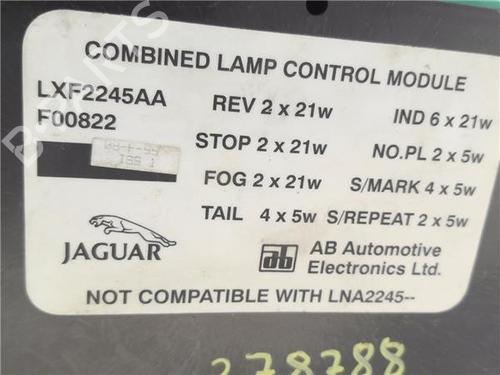 COMBINED LAMP CONTROL MODULE
LXF2245AA REV 2 x 21w IND 6 x 21w
F00822 STOP 2 x 21w NO.PL 2 x 5w
FOG 2 x 21w S/MARK 4 x 5w
TAIL 4 x 5w S/REPEAT 2 x 5w
JAGUAR
ab AB Automotive
Electronics Ltd.
NOT COMPATIBLE WITH LNA2245--
278788